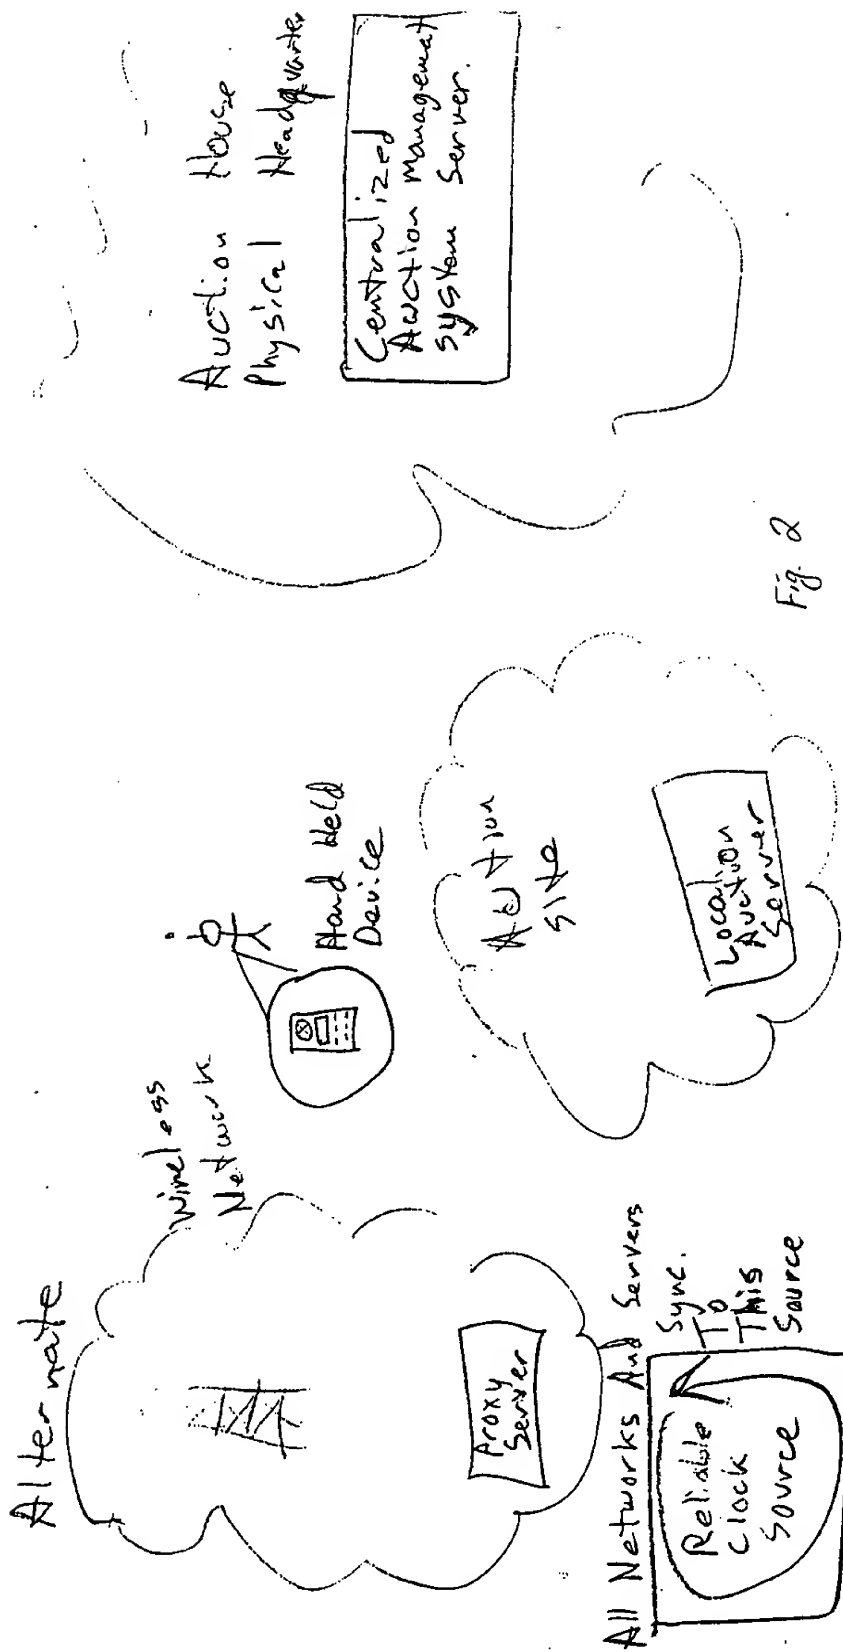 Alternate
Wireless
Network
Proxy
Server
All Networks And Servers
Sync.
To
This
Source
Reliable
Clock
Source
Hand Held
Device
Auction
Site
Location
Auction
Server
Auction House
Physical Headquarter
Centralized
Auction Management
System Server.
Fig. 2